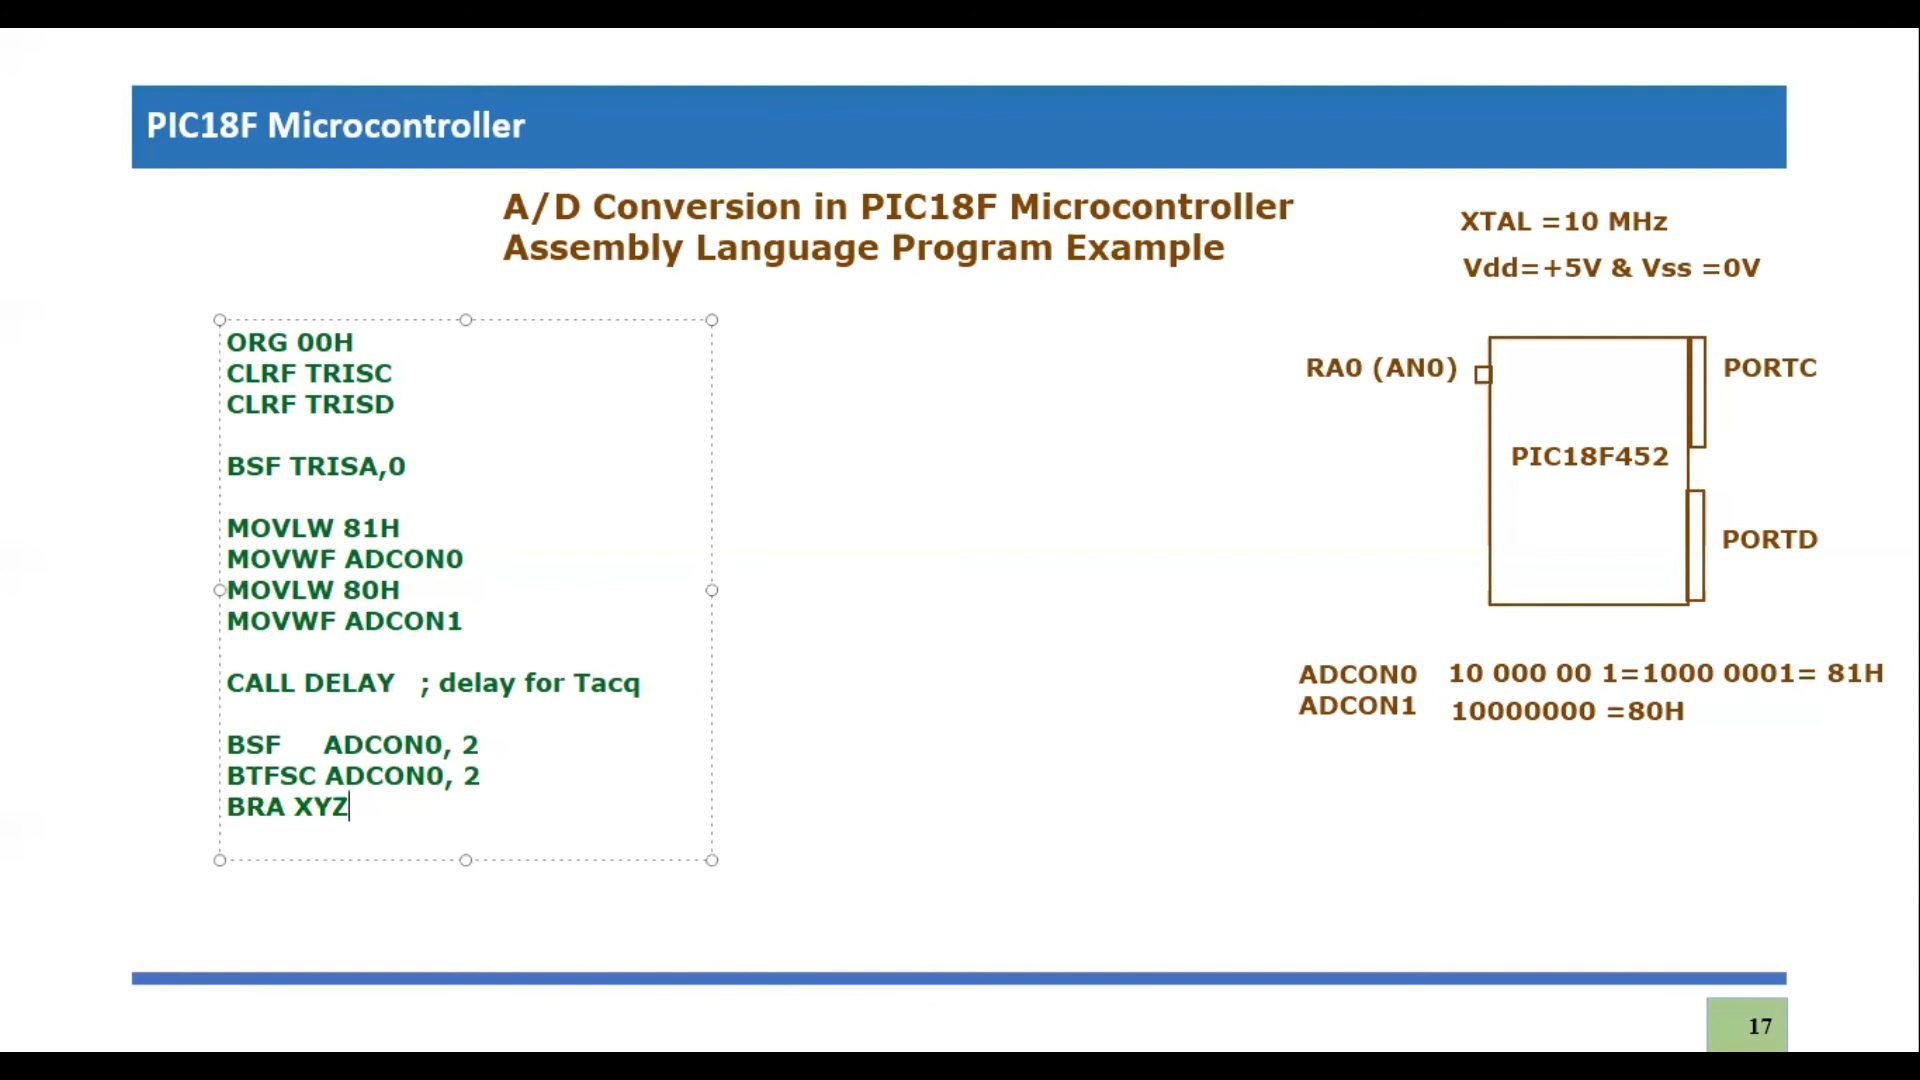 PIC18F Microcontroller
A/D Conversion in PIC18F Microcontroller
Assembly Language Program Example
XTAL =10 MHz
Vdd=+5V & Vss =0V
ORG 00H
CLRF TRISC
CLRF TRISD
BSF TRISA,0
MOVLW 81H
MOVWF ADCON0
MOVLW 80H
MOVWF ADCON1
CALL DELAY ; delay for Tacq
BSF ADCON0, 2
BTFSC ADCON0, 2
BRA XYZ
RA0 (AN0)
PORTC
PIC18F452
PORTD
ADCON0 10 000 00 1=1000 0001= 81H
ADCON1 10000000 =80H
17